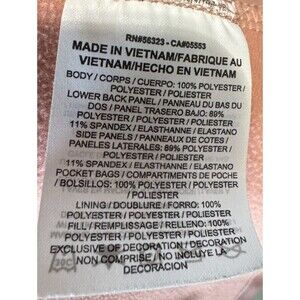 RN#56323 - CA#05553
MADE IN VIETNAM/FABRIQUE AU
VIETNAM/HECHO EN VIETNAM
BODY / CORPS / CUERPO: 100% POLYESTER /
POLYESTER / POLIESTER
LOWER BACK PANEL / PANNEAU DU BAS DU
DOS / PANEL TRASERO BAJO: 89%
POLYESTER / POLYESTER / POLIESTER
11% SPANDEX / ELASTHANNE / ELASTANO
SIDE PANELS / PANNEAUX DE CÔTÉS /
PANELES LATERALES: 89% POLYESTER /
POLYESTER / POLIESTER
11% SPANDEX / ELASTHANNE / ELASTANO
POCKET BAGS / COMPARTIMENTS DE POCHE
/ BOLSILLOS: 100% POLYESTER / POLYESTER
/ POLIESTER
LINING / DOUBLURE / FORRO: 100%
POLYESTER / POLYESTER / POLIESTER
FILL / REMPLISSAGE / RELLENO: 100%
POLYESTER / POLYESTER / POLIESTER
EXCLUSIVE OF DECORATION / DECORATION
NON COMPRISE / NO INCLUYE LA
DECORACION